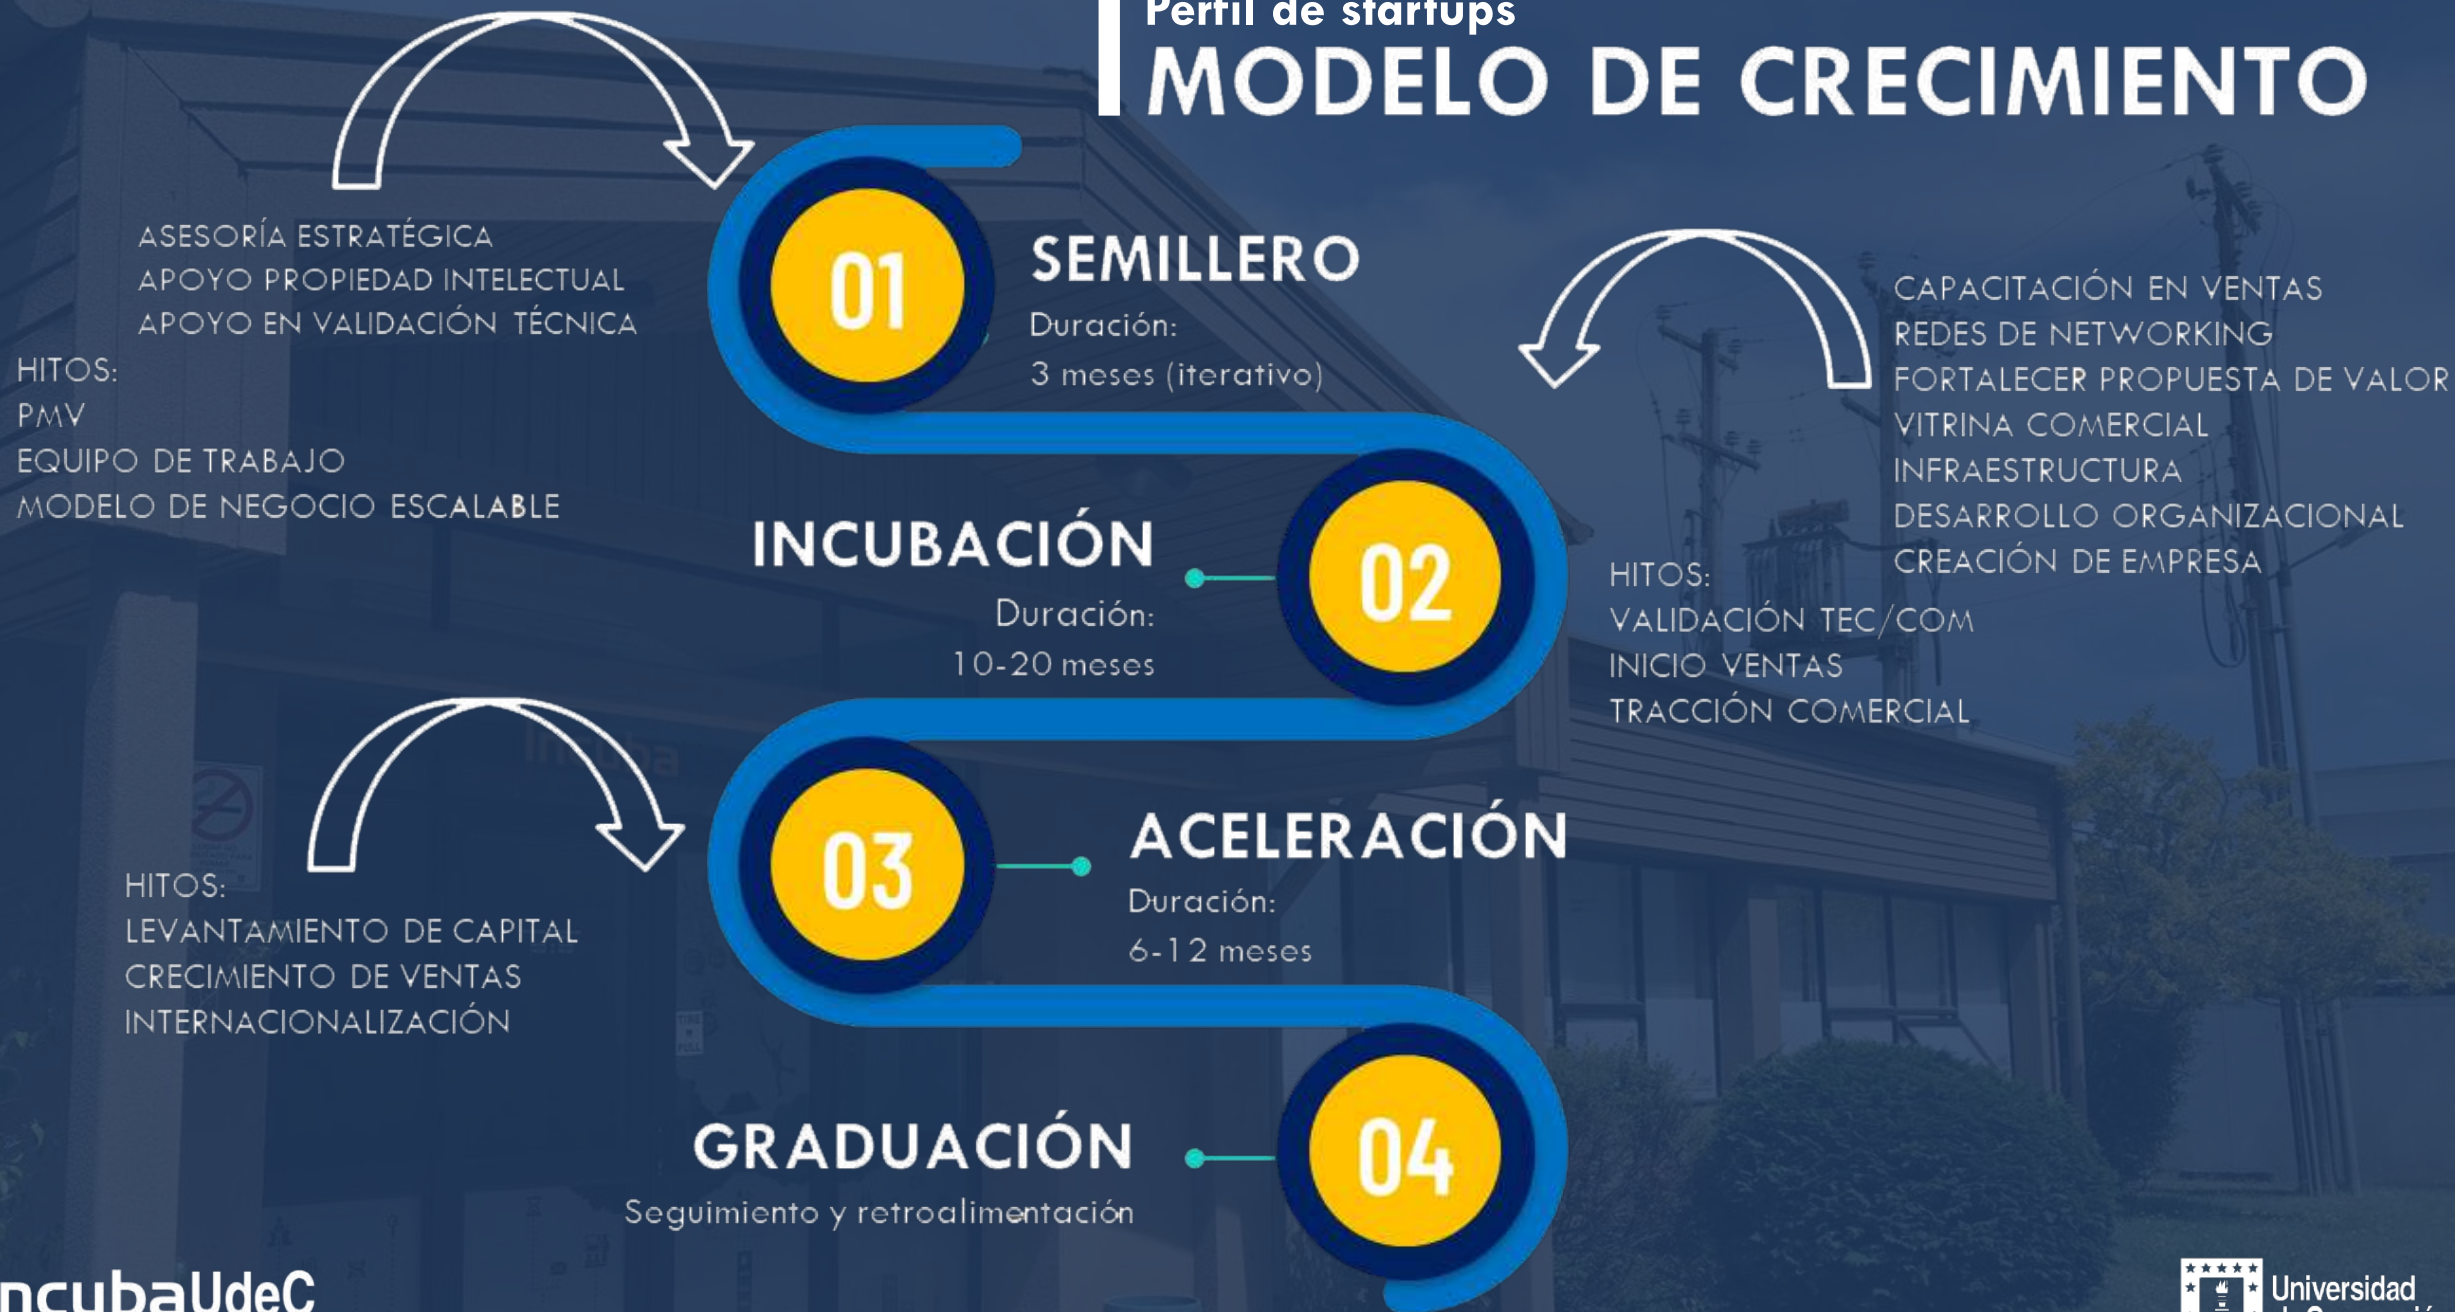 Perfil de startups
MODELO DE CRECIMIENTO
ASESORÍA ESTRATÉGICA
APOYO PROPIEDAD INTELECTUAL
APOYO EN VALIDACIÓN TÉCNICA
HITOS:
PMV
EQUIPO DE TRABAJO
MODELO DE NEGOCIO ESCALABLE
01
SEMILLERO
Duración:
3 meses (iterativo)
CAPACITACIÓN EN VENTAS
REDES DE NETWORKING
FORTALECER PROPUESTA DE VALOR
VITRINA COMERCIAL
INFRAESTRUCTURA
DESARROLLO ORGANIZACIONAL
CREACIÓN DE EMPRESA
INCUBACIÓN
Duración:
10-20 meses
02
HITOS:
VALIDACIÓN TEC/COM
INICIO VENTAS
TRACCIÓN COMERCIAL
HITOS:
LEVANTAMIENTO DE CAPITAL
CRECIMIENTO DE VENTAS
INTERNACIONALIZACIÓN
03
ACELERACIÓN
Duración:
6-12 meses
GRADUACIÓN
Seguimiento y retroalimentación
04
ncubaUdeC
Universidad